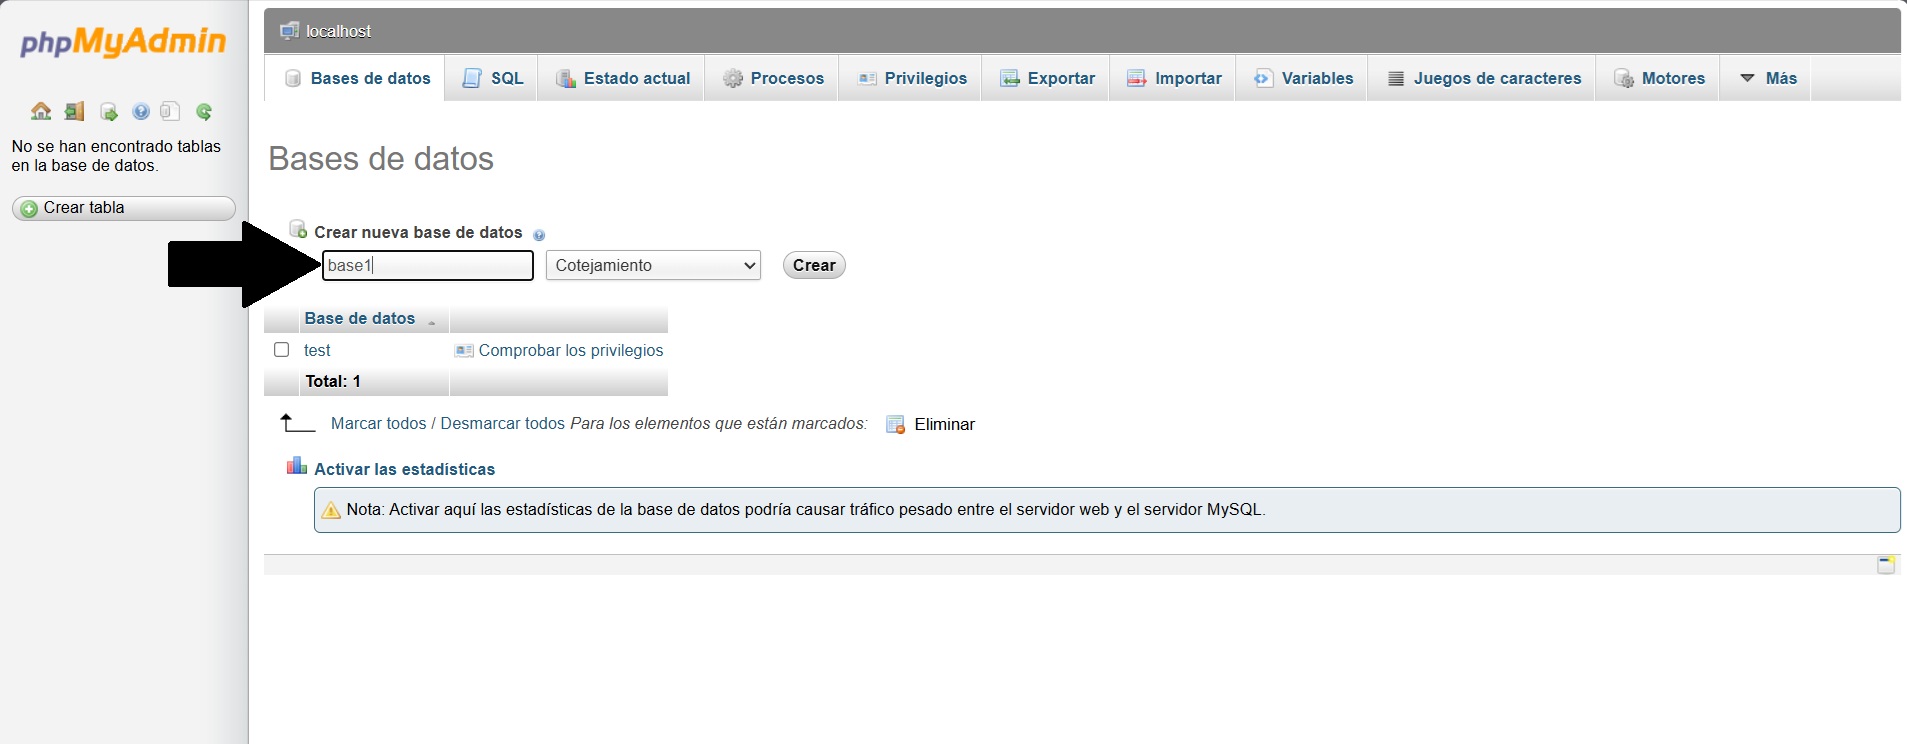 phpMyAdmin
localhost
Bases de datos SQL Estado actual Procesos Privilegios Exportar Importar Variables Juegos de caracteres Motores Más
No se han encontrado tablas
en la base de datos.
Crear tabla
Bases de datos
Crear nueva base de datos
base1 Cotejamiento Crear
Base de datos
test Comprobar los privilegios
Total: 1
Marcar todos / Desmarcar todos Para los elementos que están marcados: Eliminar
Activar las estadísticas
Nota: Activar aquí las estadísticas de la base de datos podría causar tráfico pesado entre el servidor web y el servidor MySQL.